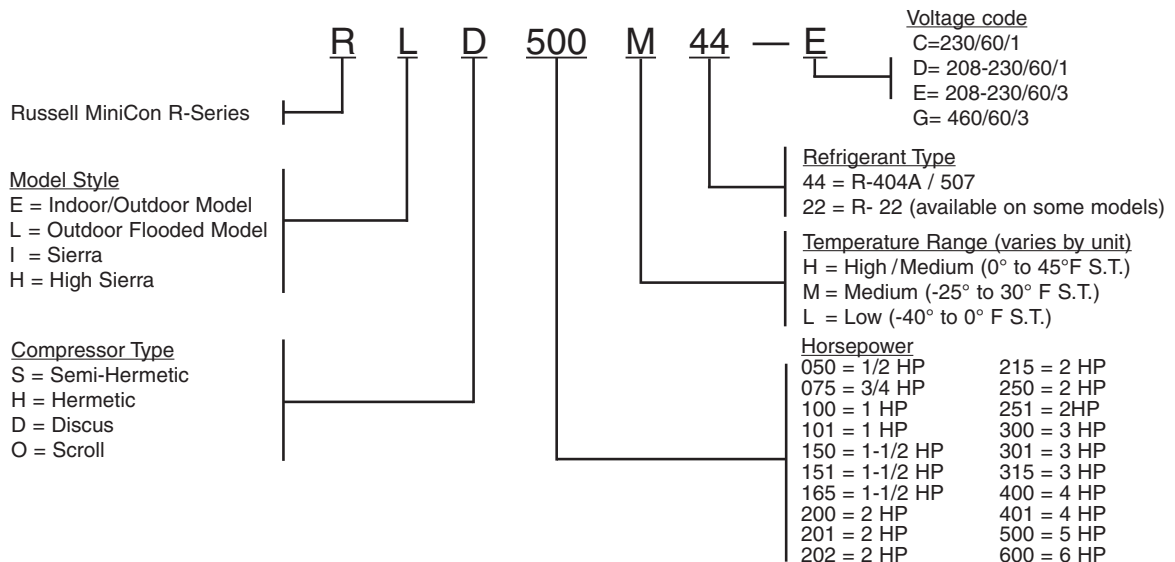 R L D 500 M 44 — E
Voltage code
C=230/60/1
D= 208-230/60/1
E= 208-230/60/3
G= 460/60/3
Russell MiniCon R-Series
Refrigerant Type
44 = R-404A / 507
22 = R- 22 (available on some models)
Model Style
E = Indoor/Outdoor Model
L = Outdoor Flooded Model
I = Sierra
H = High Sierra
Temperature Range (varies by unit)
H = High/Medium (0° to 45°F S.T.)
M = Medium (-25° to 30° F S.T.)
L = Low (-40° to 0° F S.T.)
Compressor Type
S = Semi-Hermetic
H = Hermetic
D = Discus
O = Scroll
Horsepower
050 = 1/2 HP
075 = 3/4 HP
100 = 1 HP
101 = 1 HP
150 = 1-1/2 HP
151 = 1-1/2 HP
165 = 1-1/2 HP
200 = 2 HP
201 = 2 HP
202 = 2 HP
215 = 2 HP
250 = 2 HP
251 = 2HP
300 = 3 HP
301 = 3 HP
315 = 3 HP
400 = 4 HP
401 = 4 HP
500 = 5 HP
600 = 6 HP